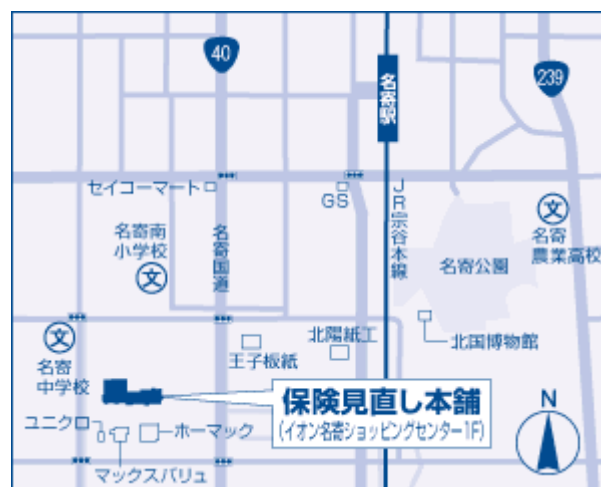 40
239
名寄駅
セイコーマート
GS
JR宗谷本線
名寄南
小学校
文
名寄国道
文
名寄
農業高校
名寄公園
北国博物館
文
名寄
中学校
王子板紙
北陽紙工
保険見直し本舗
(イオン名寄ショッピングセンター1F)
ユニクロ
ホーマック
マックスバリュ
N